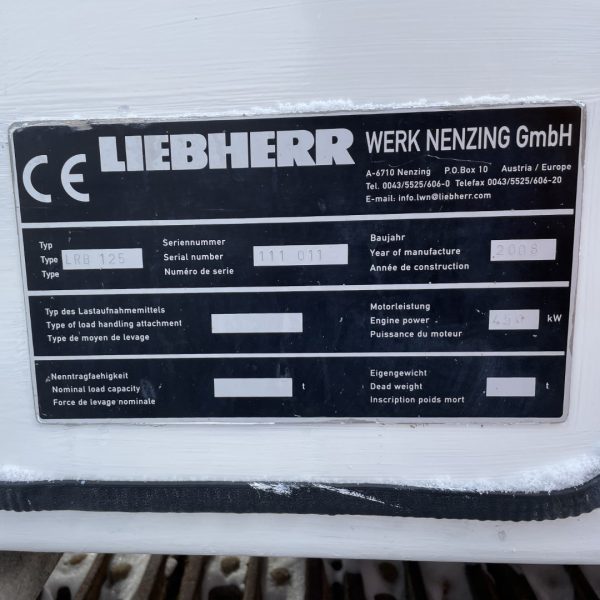 CE LIEBHERR WERK NENZING GmbH
A-6710 Nenzing P.O.Box 10 Austria / Europe
Tel. 0043/5525/606-0 Telefax 0043/5525/606-20
E-mail: info.lwn@liebherr.com
Typ
Type LRB 125
Type
Seriennummer
Serial number 111 011
Numéro de serie
Baujahr
Year of manufacture 2008
Année de construction
Typ des Lastaufnahmemittels
Type of load handling attachment
Type de moyen de levage
Motorleistung
Engine power 450 kW
Puissance du moteur
Nenntragfaehigkeit
Nominal load capacity t
Force de levage nominale
Eigengewicht
Dead weight t
Inscription poids mort